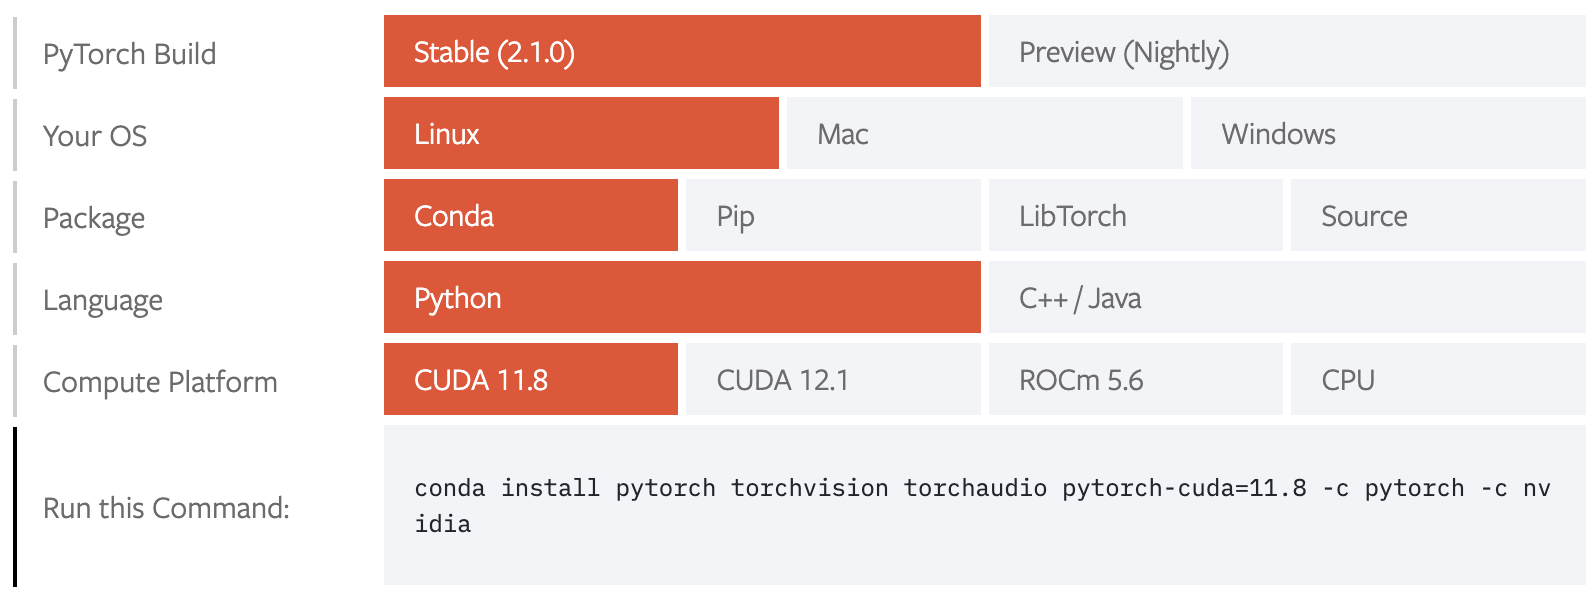 PyTorch Build
Stable (2.1.0)
Preview (Nightly)
Your OS
Linux
Mac
Windows
Package
Conda
Pip
LibTorch
Source
Language
Python
C++ / Java
Compute Platform
CUDA 11.8
CUDA 12.1
ROCm 5.6
CPU
Run this Command:
conda install pytorch torchvision torchaudio pytorch-cuda=11.8 -c pytorch -c nv
idia